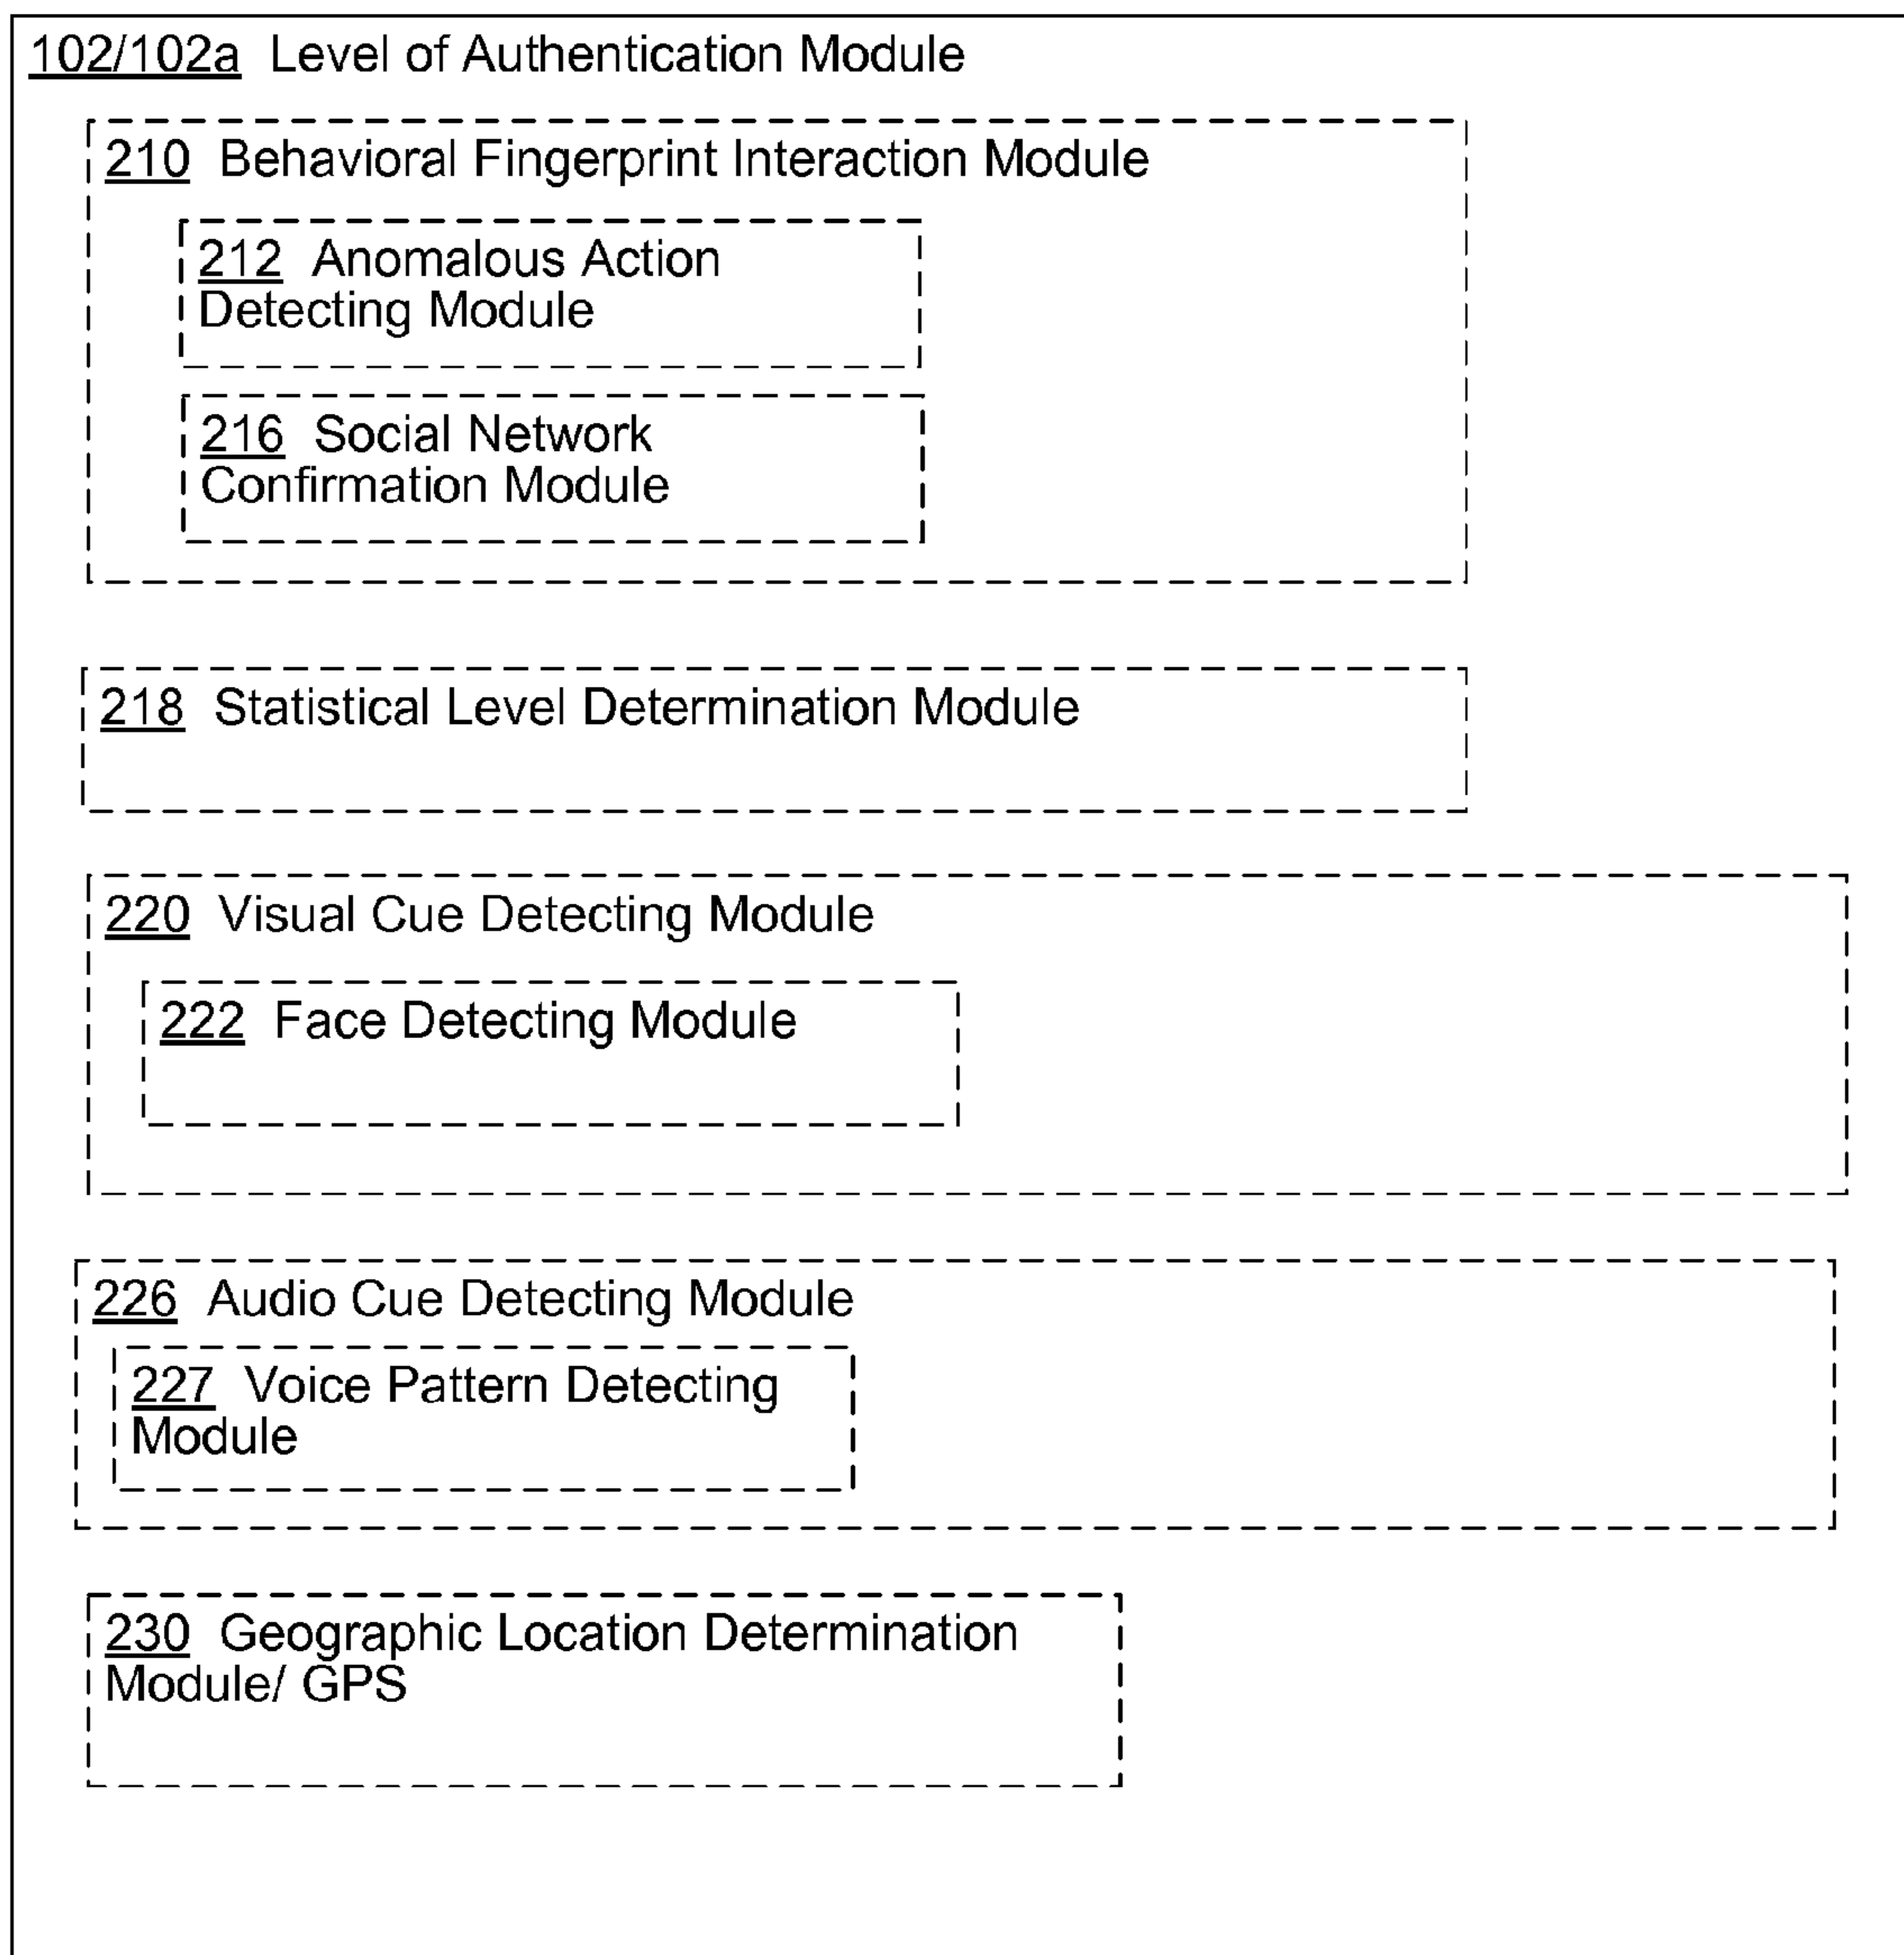 102/102a Level of Authentication Module
210 Behavioral Fingerprint Interaction Module
212 Anomalous Action
Detecting Module
216 Social Network
Confirmation Module
218 Statistical Level Determination Module
220 Visual Cue Detecting Module
222 Face Detecting Module
226 Audio Cue Detecting Module
227 Voice Pattern Detecting
Module
230 Geographic Location Determination
Module/ GPS